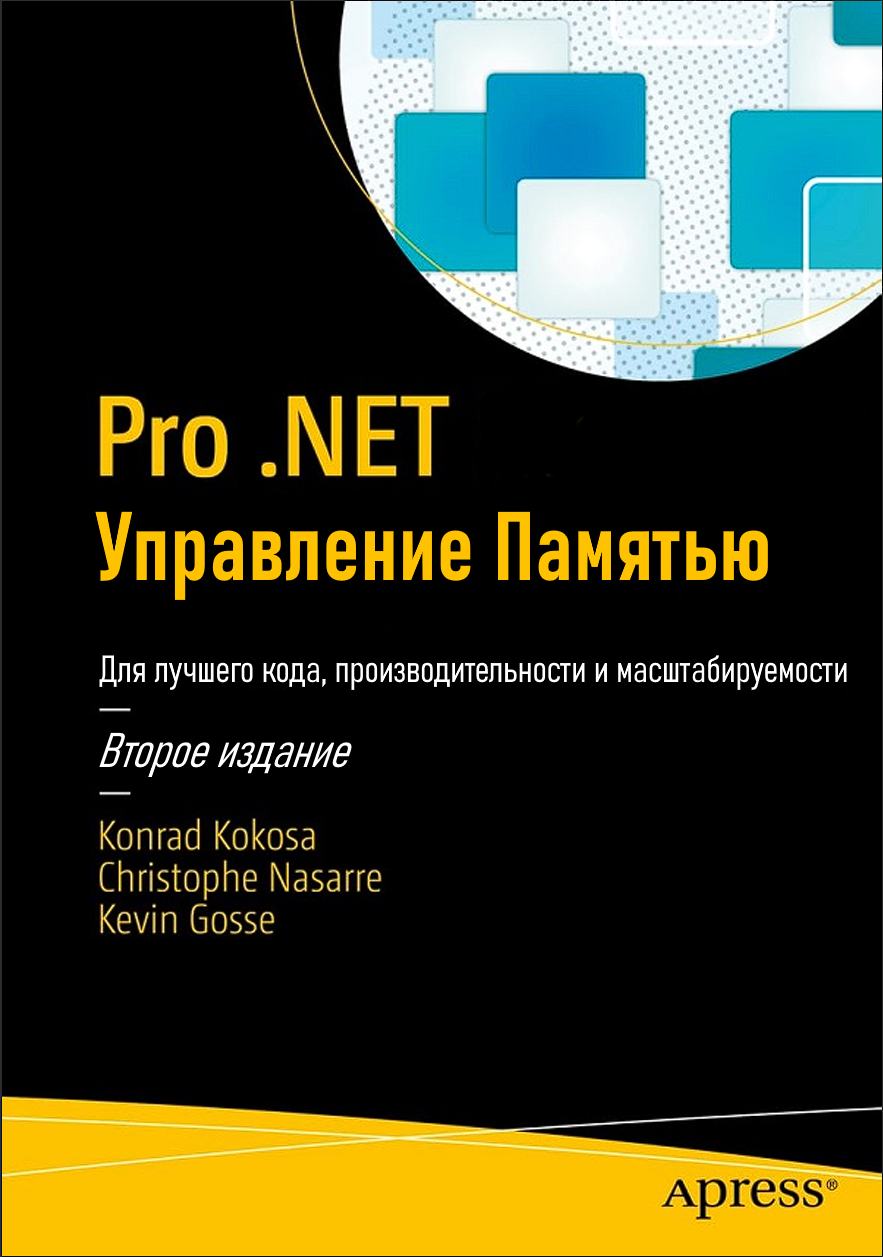 Pro .NET
Управление Памятью
Для лучшего кода, производительности и масштабируемости
Второе издание
Konrad Kokosa
Christophe Nasarre
Kevin Gosse
Apress®